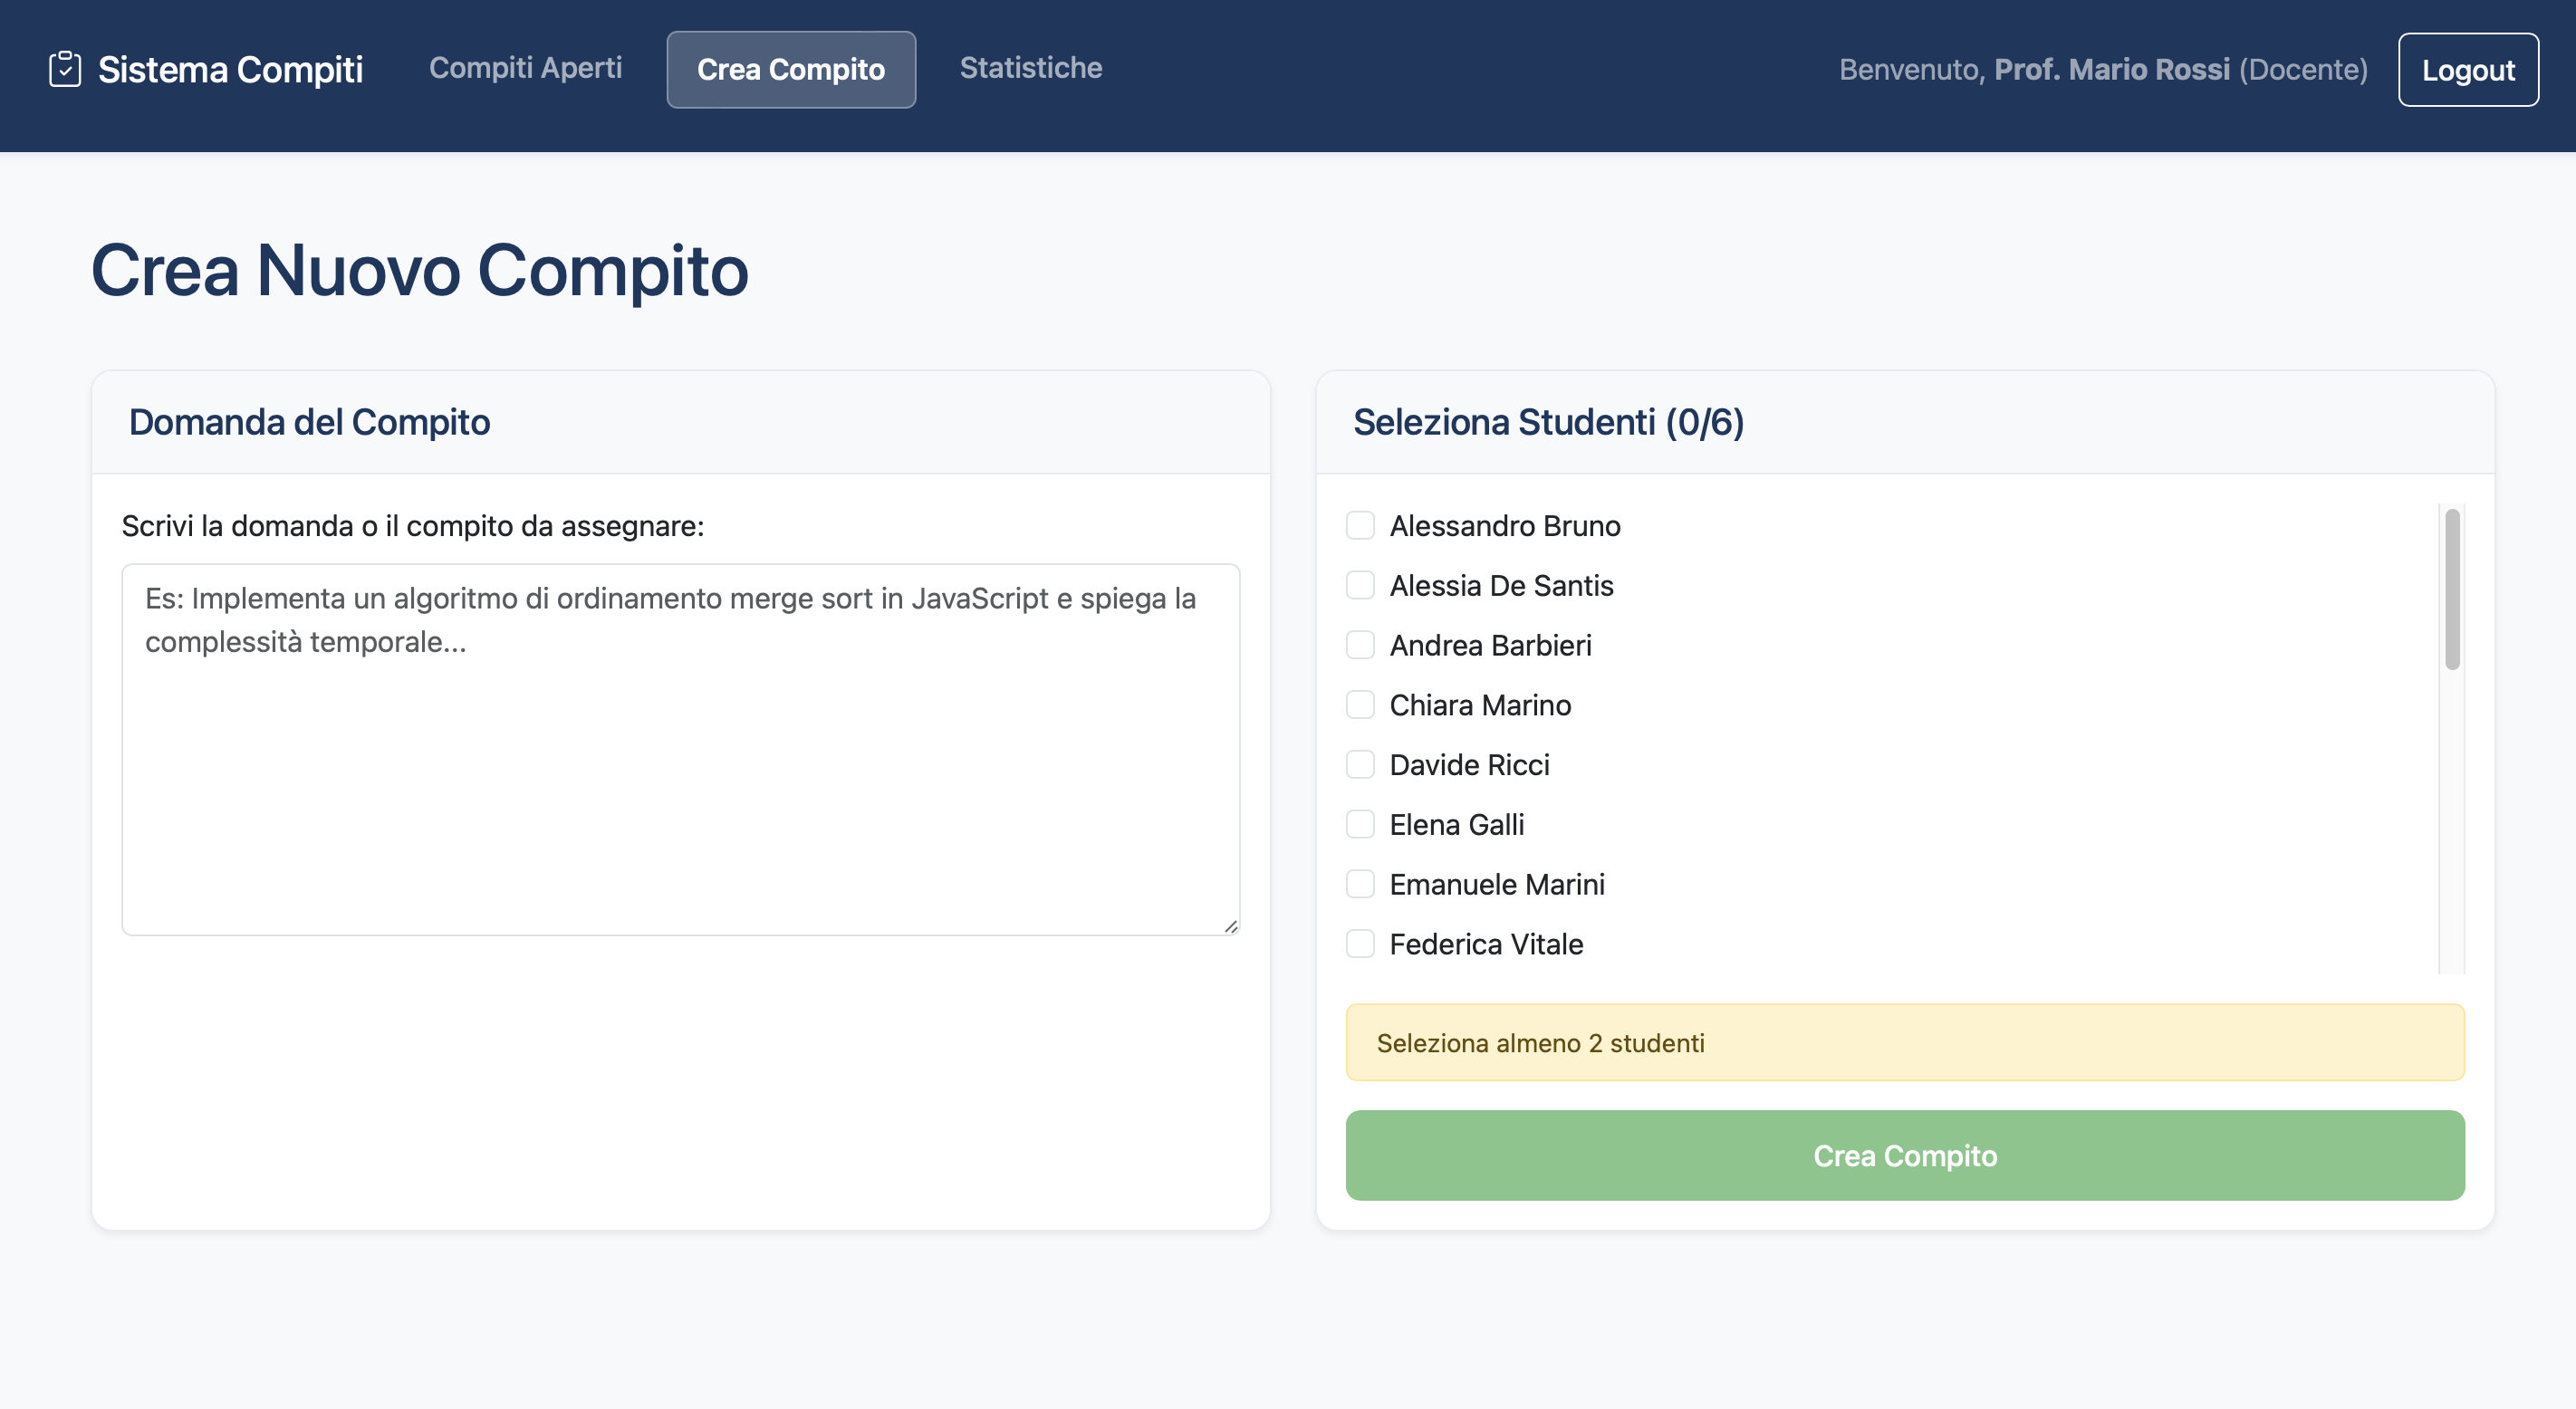 Sistema Compiti
Compiti Aperti
Crea Compito
Statistiche
Benvenuto, Prof. Mario Rossi (Docente)
Logout
Crea Nuovo Compito
Domanda del Compito
Scrivi la domanda o il compito da assegnare:
Es: Implementa un algoritmo di ordinamento merge sort in JavaScript e spiega la
complessità temporale...
Seleziona Studenti (0/6)
Alessandro Bruno
Alessia De Santis
Andrea Barbieri
Chiara Marino
Davide Ricci
Elena Galli
Emanuele Marini
Federica Vitale
Seleziona almeno 2 studenti
Crea Compito